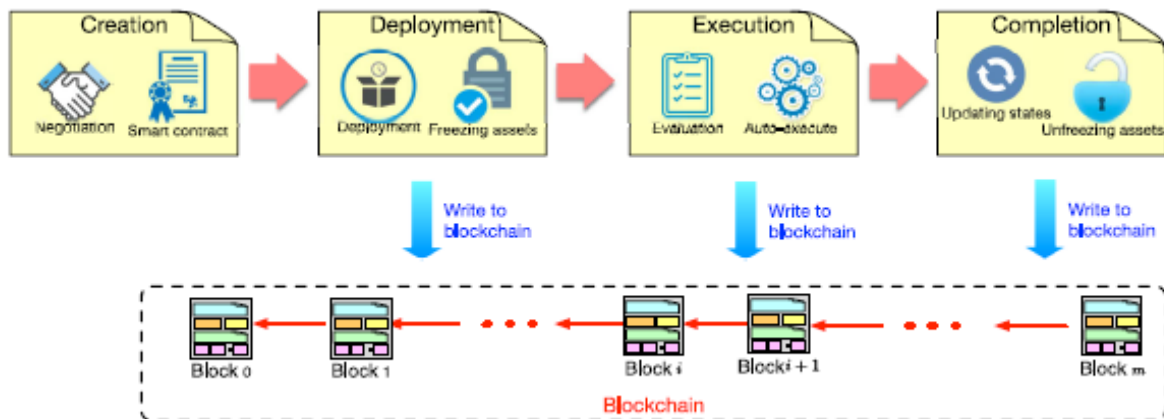 Creation
Deployment
Execution
Completion
Negotiation
Smart contract
Deployment
Freezing assets
Evaluation
Auto-execute
Updating states
Unfreezing assets
Write to
blockchain
Write to
blockchain
Write to
blockchain
Block 0
Block 1
Block i
Block i + 1
Block m
Blockchain